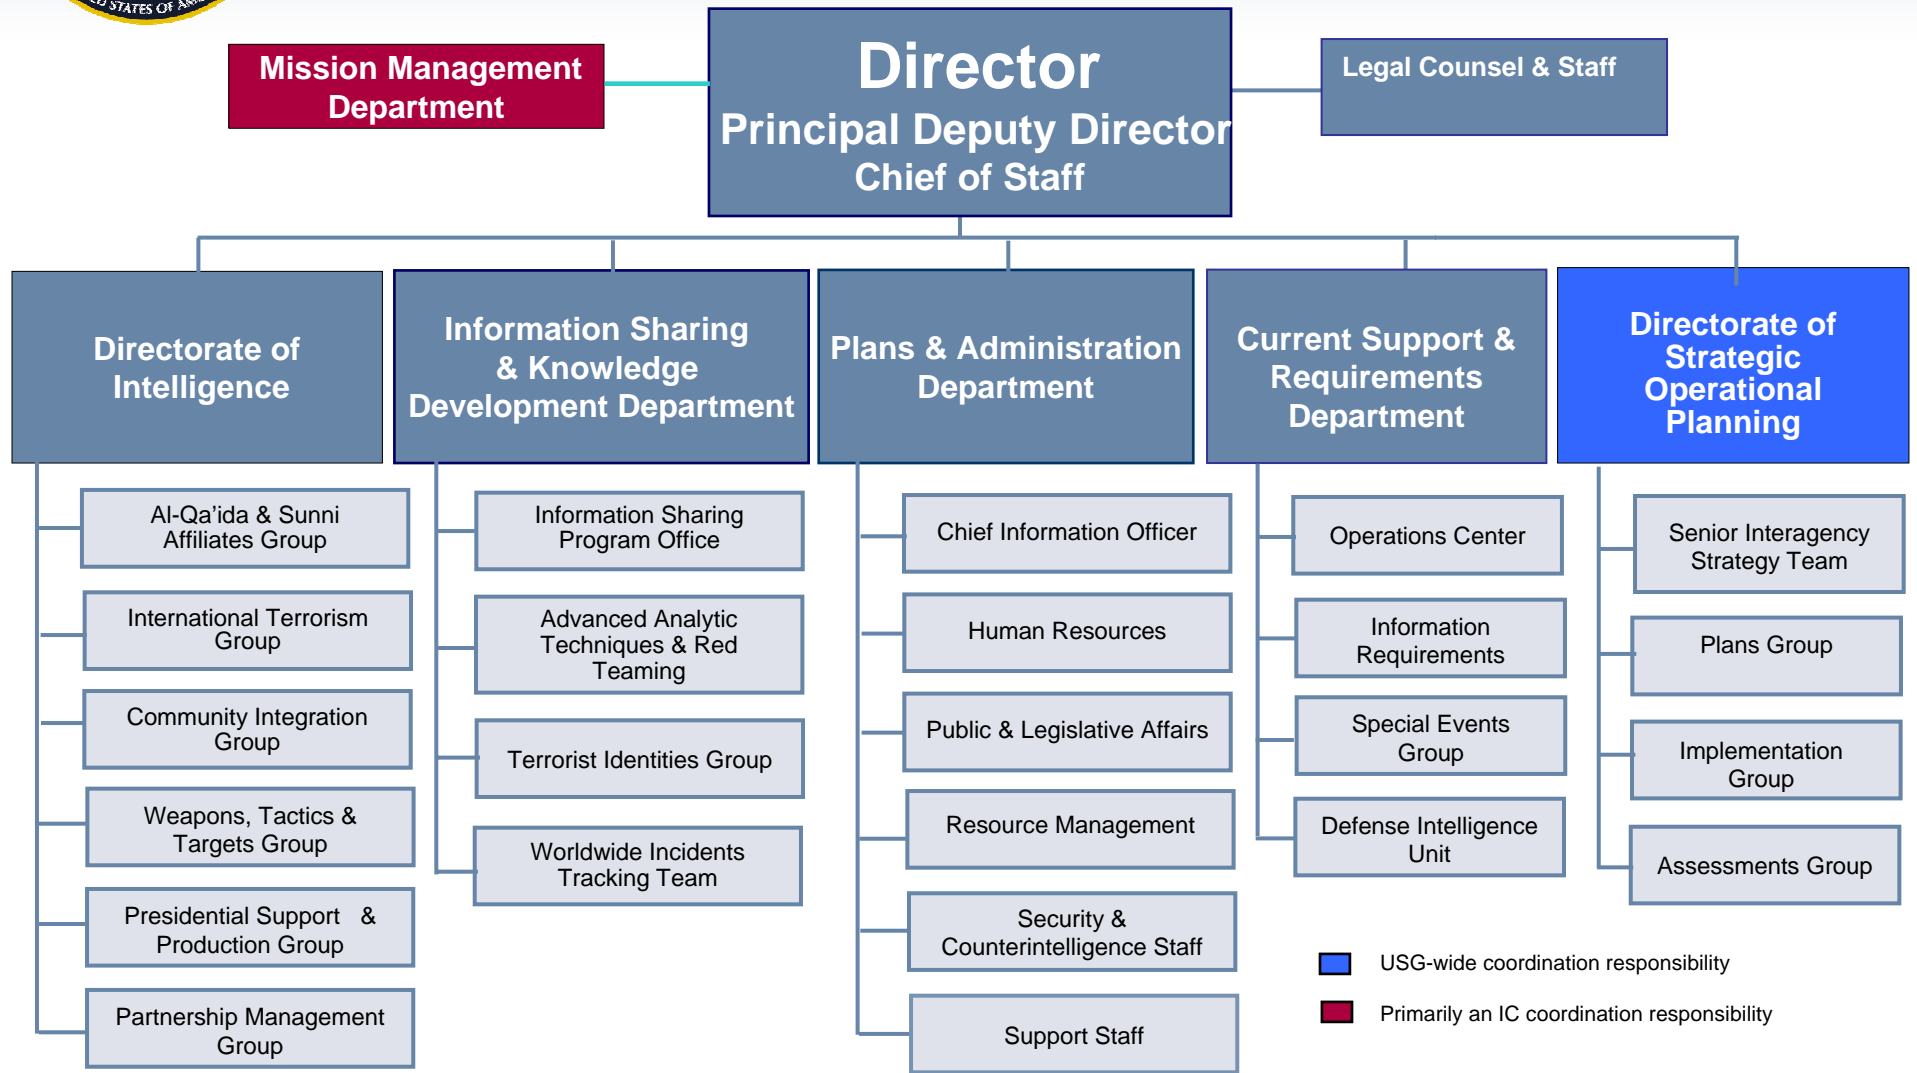 UNITED STATES OF AMERICA
Mission Management
Department
Director
Principal Deputy Director
Chief of Staff
Legal Counsel & Staff
Directorate of
Intelligence
Information Sharing
& Knowledge
Development Department
Plans & Administration
Department
Current Support &
Requirements
Department
Directorate of
Strategic
Operational
Planning
Al-Qa’ida & Sunni
Affiliates Group
International Terrorism
Group
Community Integration
Group
Weapons, Tactics &
Targets Group
Presidential Support &
Production Group
Partnership Management
Group
Information Sharing
Program Office
Advanced Analytic
Techniques & Red
Teaming
Terrorist Identities Group
Worldwide Incidents
Tracking Team
Chief Information Officer
Human Resources
Public & Legislative Affairs
Resource Management
Security &
Counterintelligence Staff
Support Staff
Operations Center
Information
Requirements
Special Events
Group
Defense Intelligence
Unit
Senior Interagency
Strategy Team
Plans Group
Implementation
Group
Assessments Group
USG-wide coordination responsibility
Primarily an IC coordination responsibility